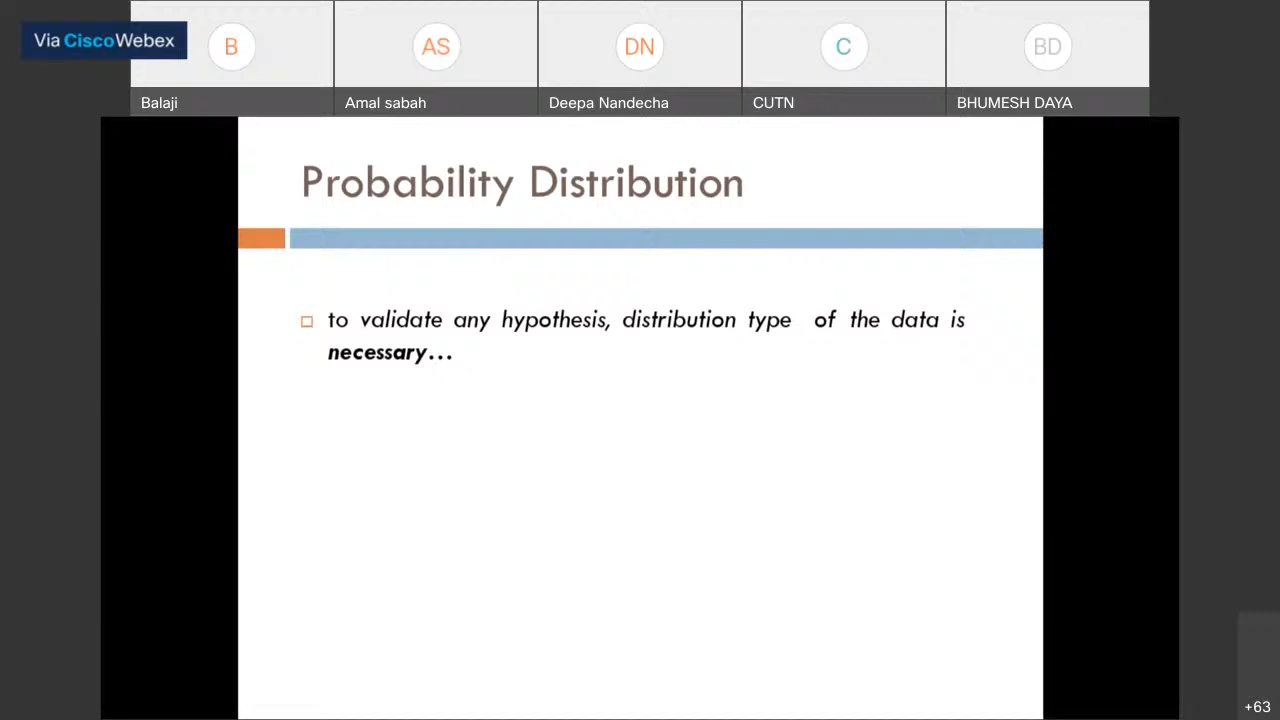 Via CiscoWebex
B
AS
DN
C
BD
Balaji
Amal sabah
Deepa Nandecha
CUTN
BHUMESH DAYA
Probability Distribution
to validate any hypothesis, distribution type of the data is
necessary...
+63